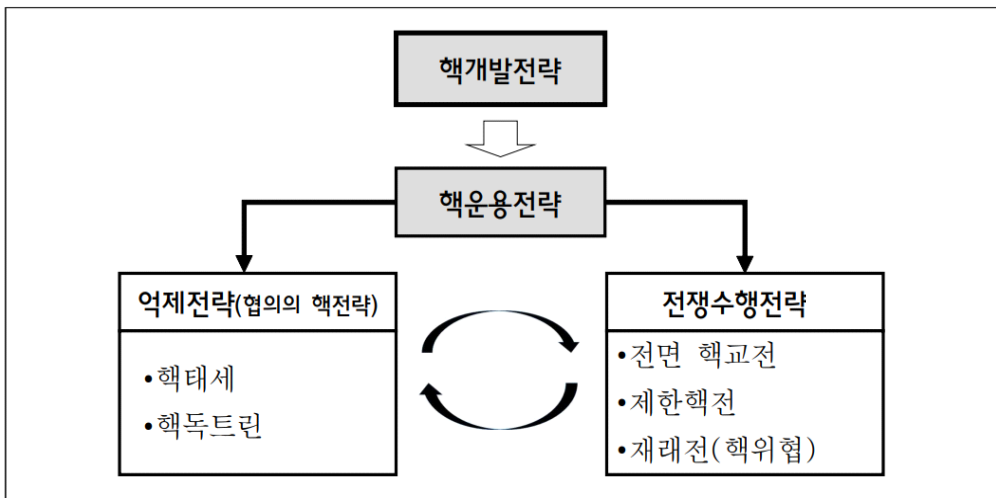 핵개발전략
핵운용전략
억제전략(협의의 핵전략)
•핵태세
•핵독트린
전쟁수행전략
•전면 핵교전
•제한핵전
•재래전(핵위협)